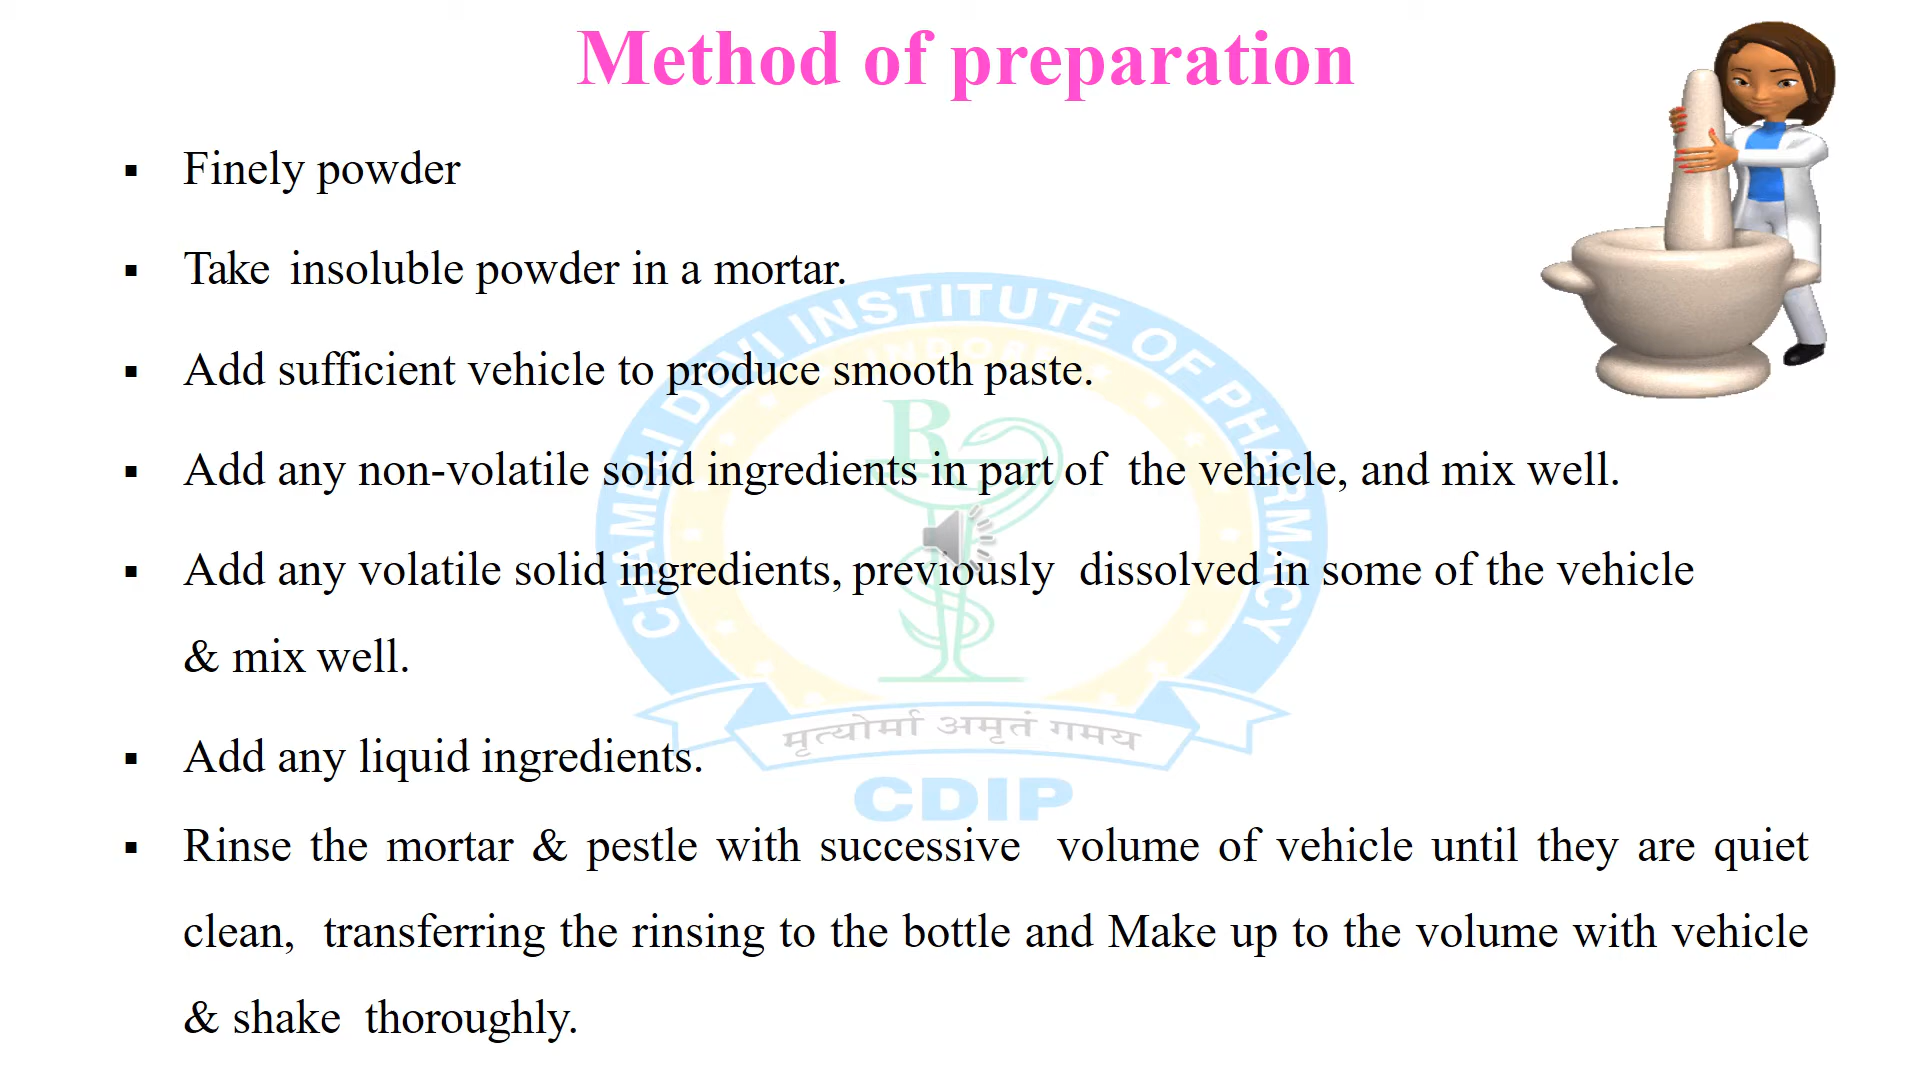 Method of preparation
▪ Finely powder
▪ Take insoluble powder in a mortar.
▪ Add sufficient vehicle to produce smooth paste.
▪ Add any non-volatile solid ingredients in part of the vehicle, and mix well.
▪ Add any volatile solid ingredients, previously dissolved in some of the vehicle
& mix well.
▪ Add any liquid ingredients.
▪ Rinse the mortar & pestle with successive volume of vehicle until they are quiet
clean, transferring the rinsing to the bottle and Make up to the volume with vehicle
& shake thoroughly.
CHAMELI DEVI INSTITUTE OF PHARMACY
INDORE
मृत्योर्मा अमृतं गमय
CDIP